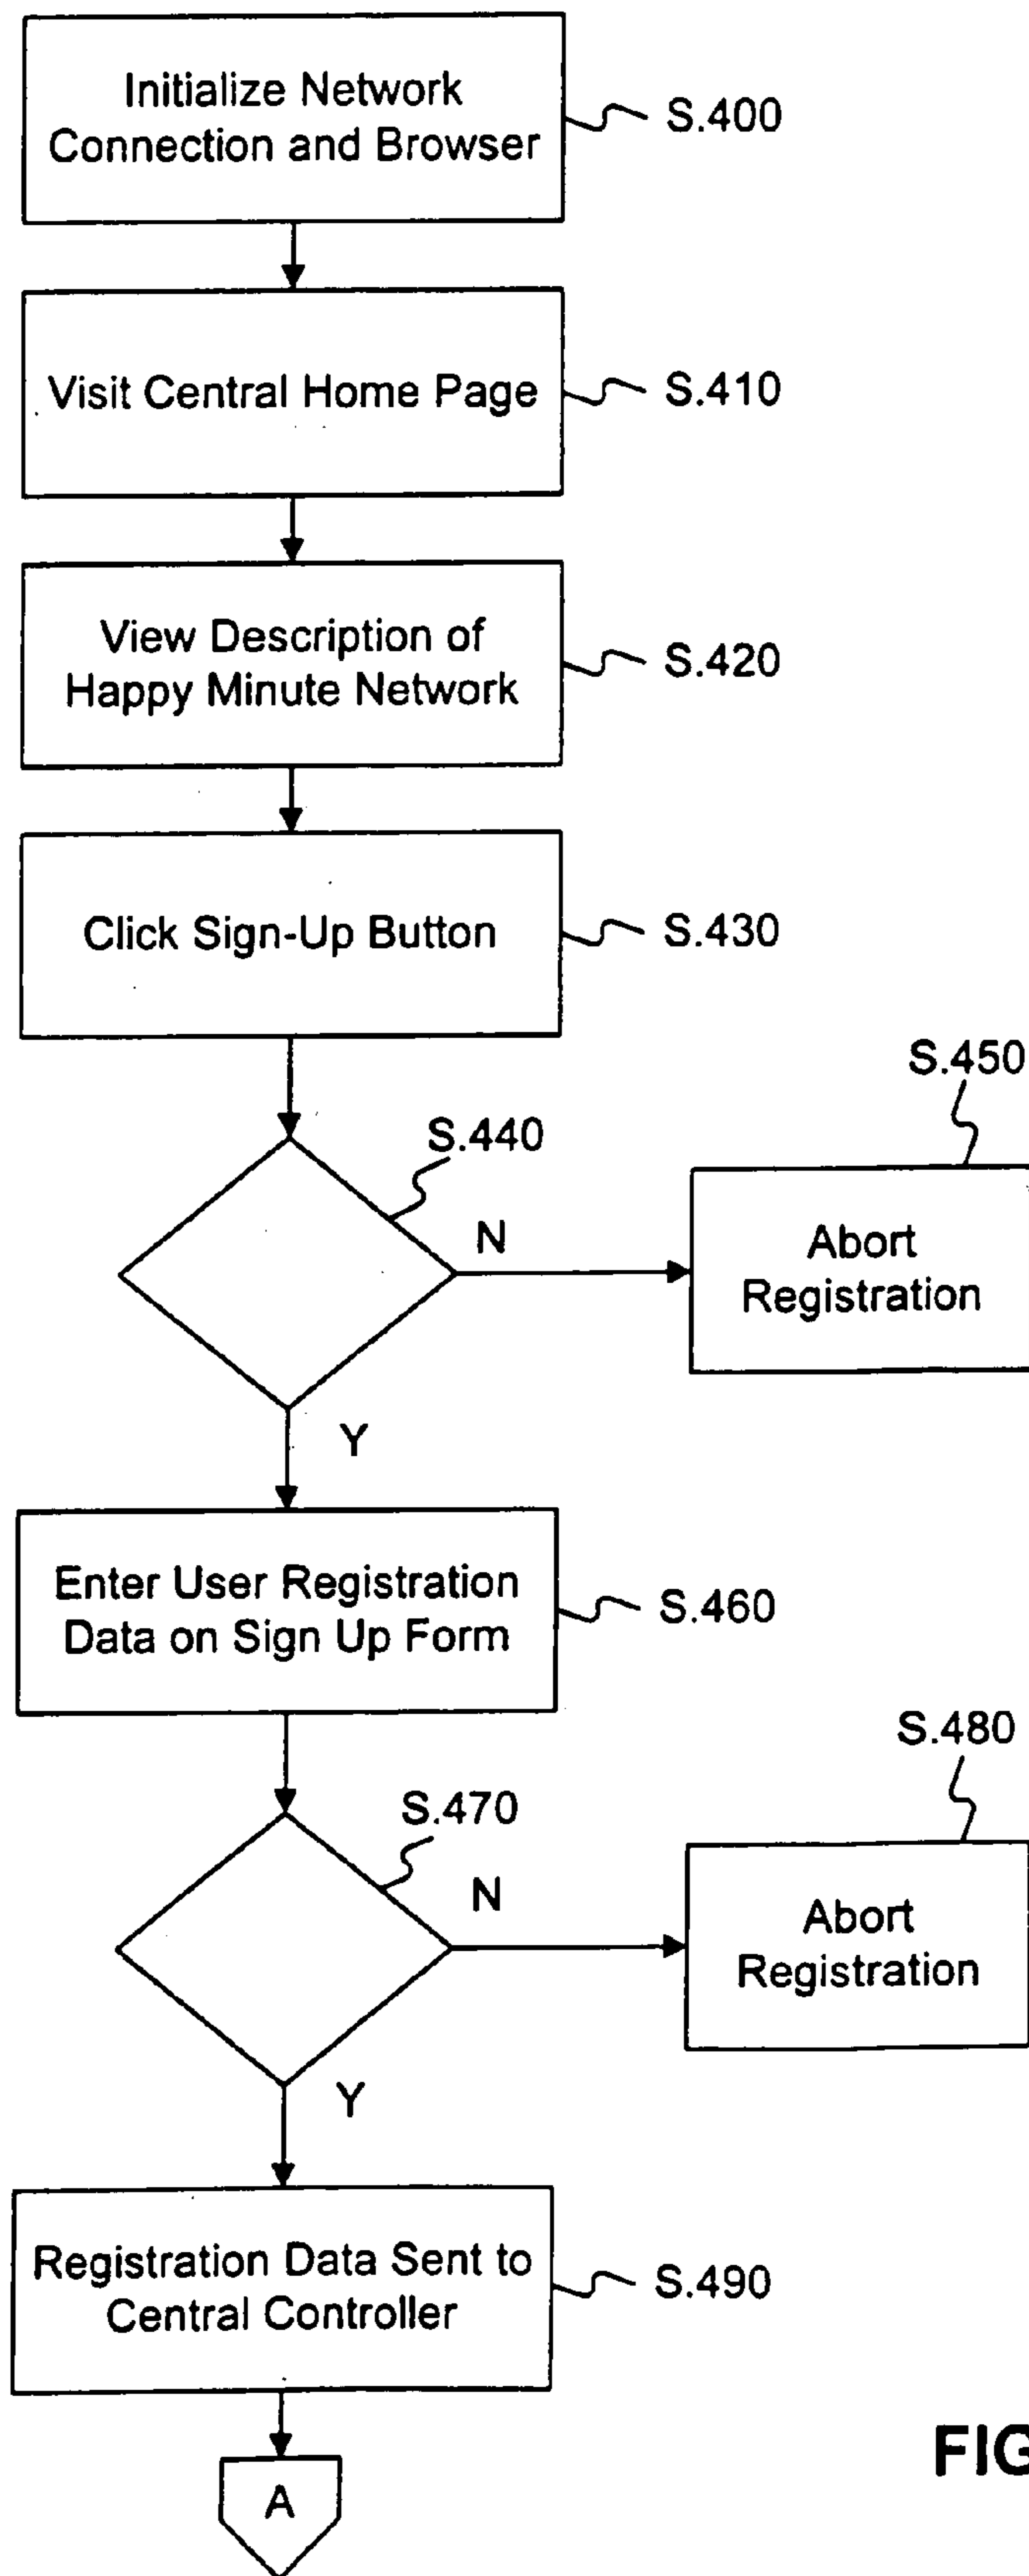 Initialize Network
Connection and Browser
S.400
Visit Central Home Page
S.410
View Description of
Happy Minute Network
S.420
Click Sign-Up Button
S.430
S.450
S.440
N
Abort
Registration
Y
Enter User Registration
Data on Sign Up Form
S.460
S.480
S.470
N
Abort
Registration
Y
Registration Data Sent to
Central Controller
S.490
FIG
A